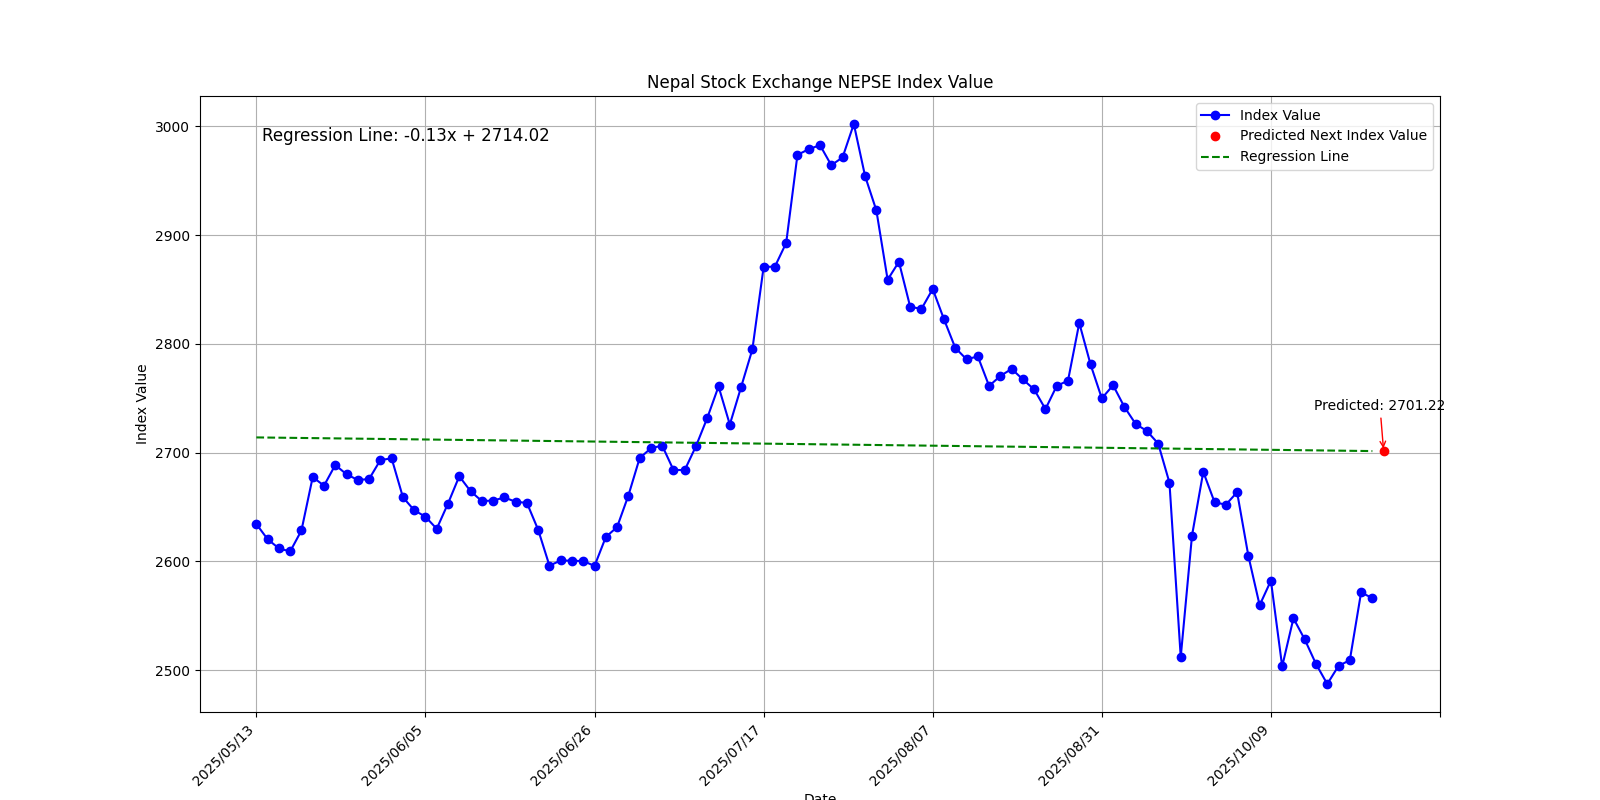 Nepal Stock Exchange NEPSE Index Value
Regression Line: -0.13x + 2714.02
Index Value
Predicted Next Index Value
Regression Line
3000
2900
2800
2700
2600
2500
Index Value
Predicted: 2701.22
2025/05/13
2025/06/05
2025/06/26
2025/07/17
2025/08/07
2025/08/31
2025/10/09
Date